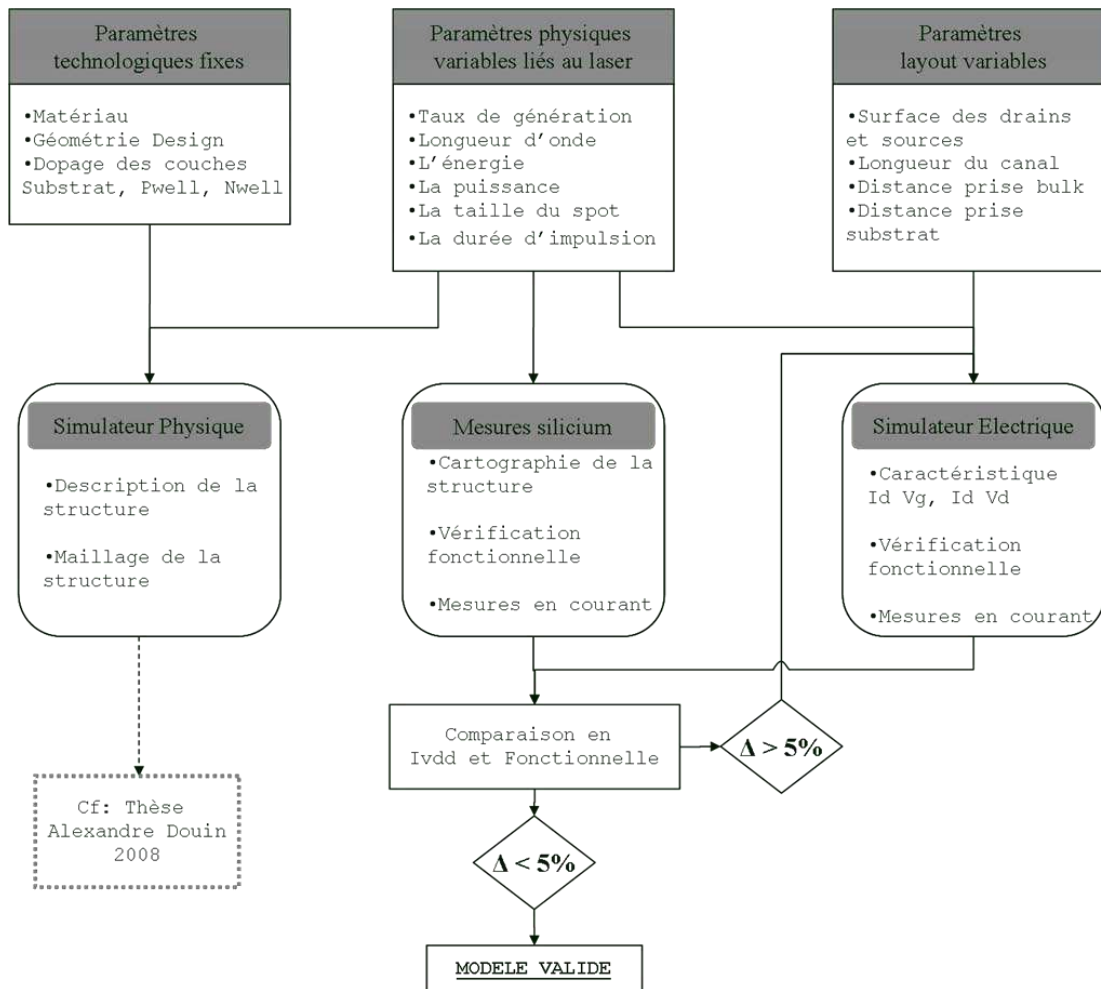 Paramètres
technologiques fixes
•Matériau
•Géométrie Design
•Dopage des couches
Substrat, Pwell, Nwell
Paramètres physiques
variables liés au laser
•Taux de génération
•Longueur d'onde
•L'énergie
•La puissance
•La taille du spot
•La durée d'impulsion
Paramètres
layout variables
•Surface des drains
et sources
•Longueur du canal
•Distance prise bulk
•Distance prise
substrat
Simulateur Physique
•Description de la
structure
•Maillage de la
structure
Mesures silicium
•Cartographie de la
structure
•Vérification
fonctionnelle
•Mesures en courant
Simulateur Electrique
•Caractéristique
Id Vg, Id Vd
•Vérification
fonctionnelle
•Mesures en courant
Comparaison en
Ivdd et Fonctionnelle
Δ > 5%
Cf: Thèse
Alexandre Douin
2008
Δ < 5%
MODELE VALIDE